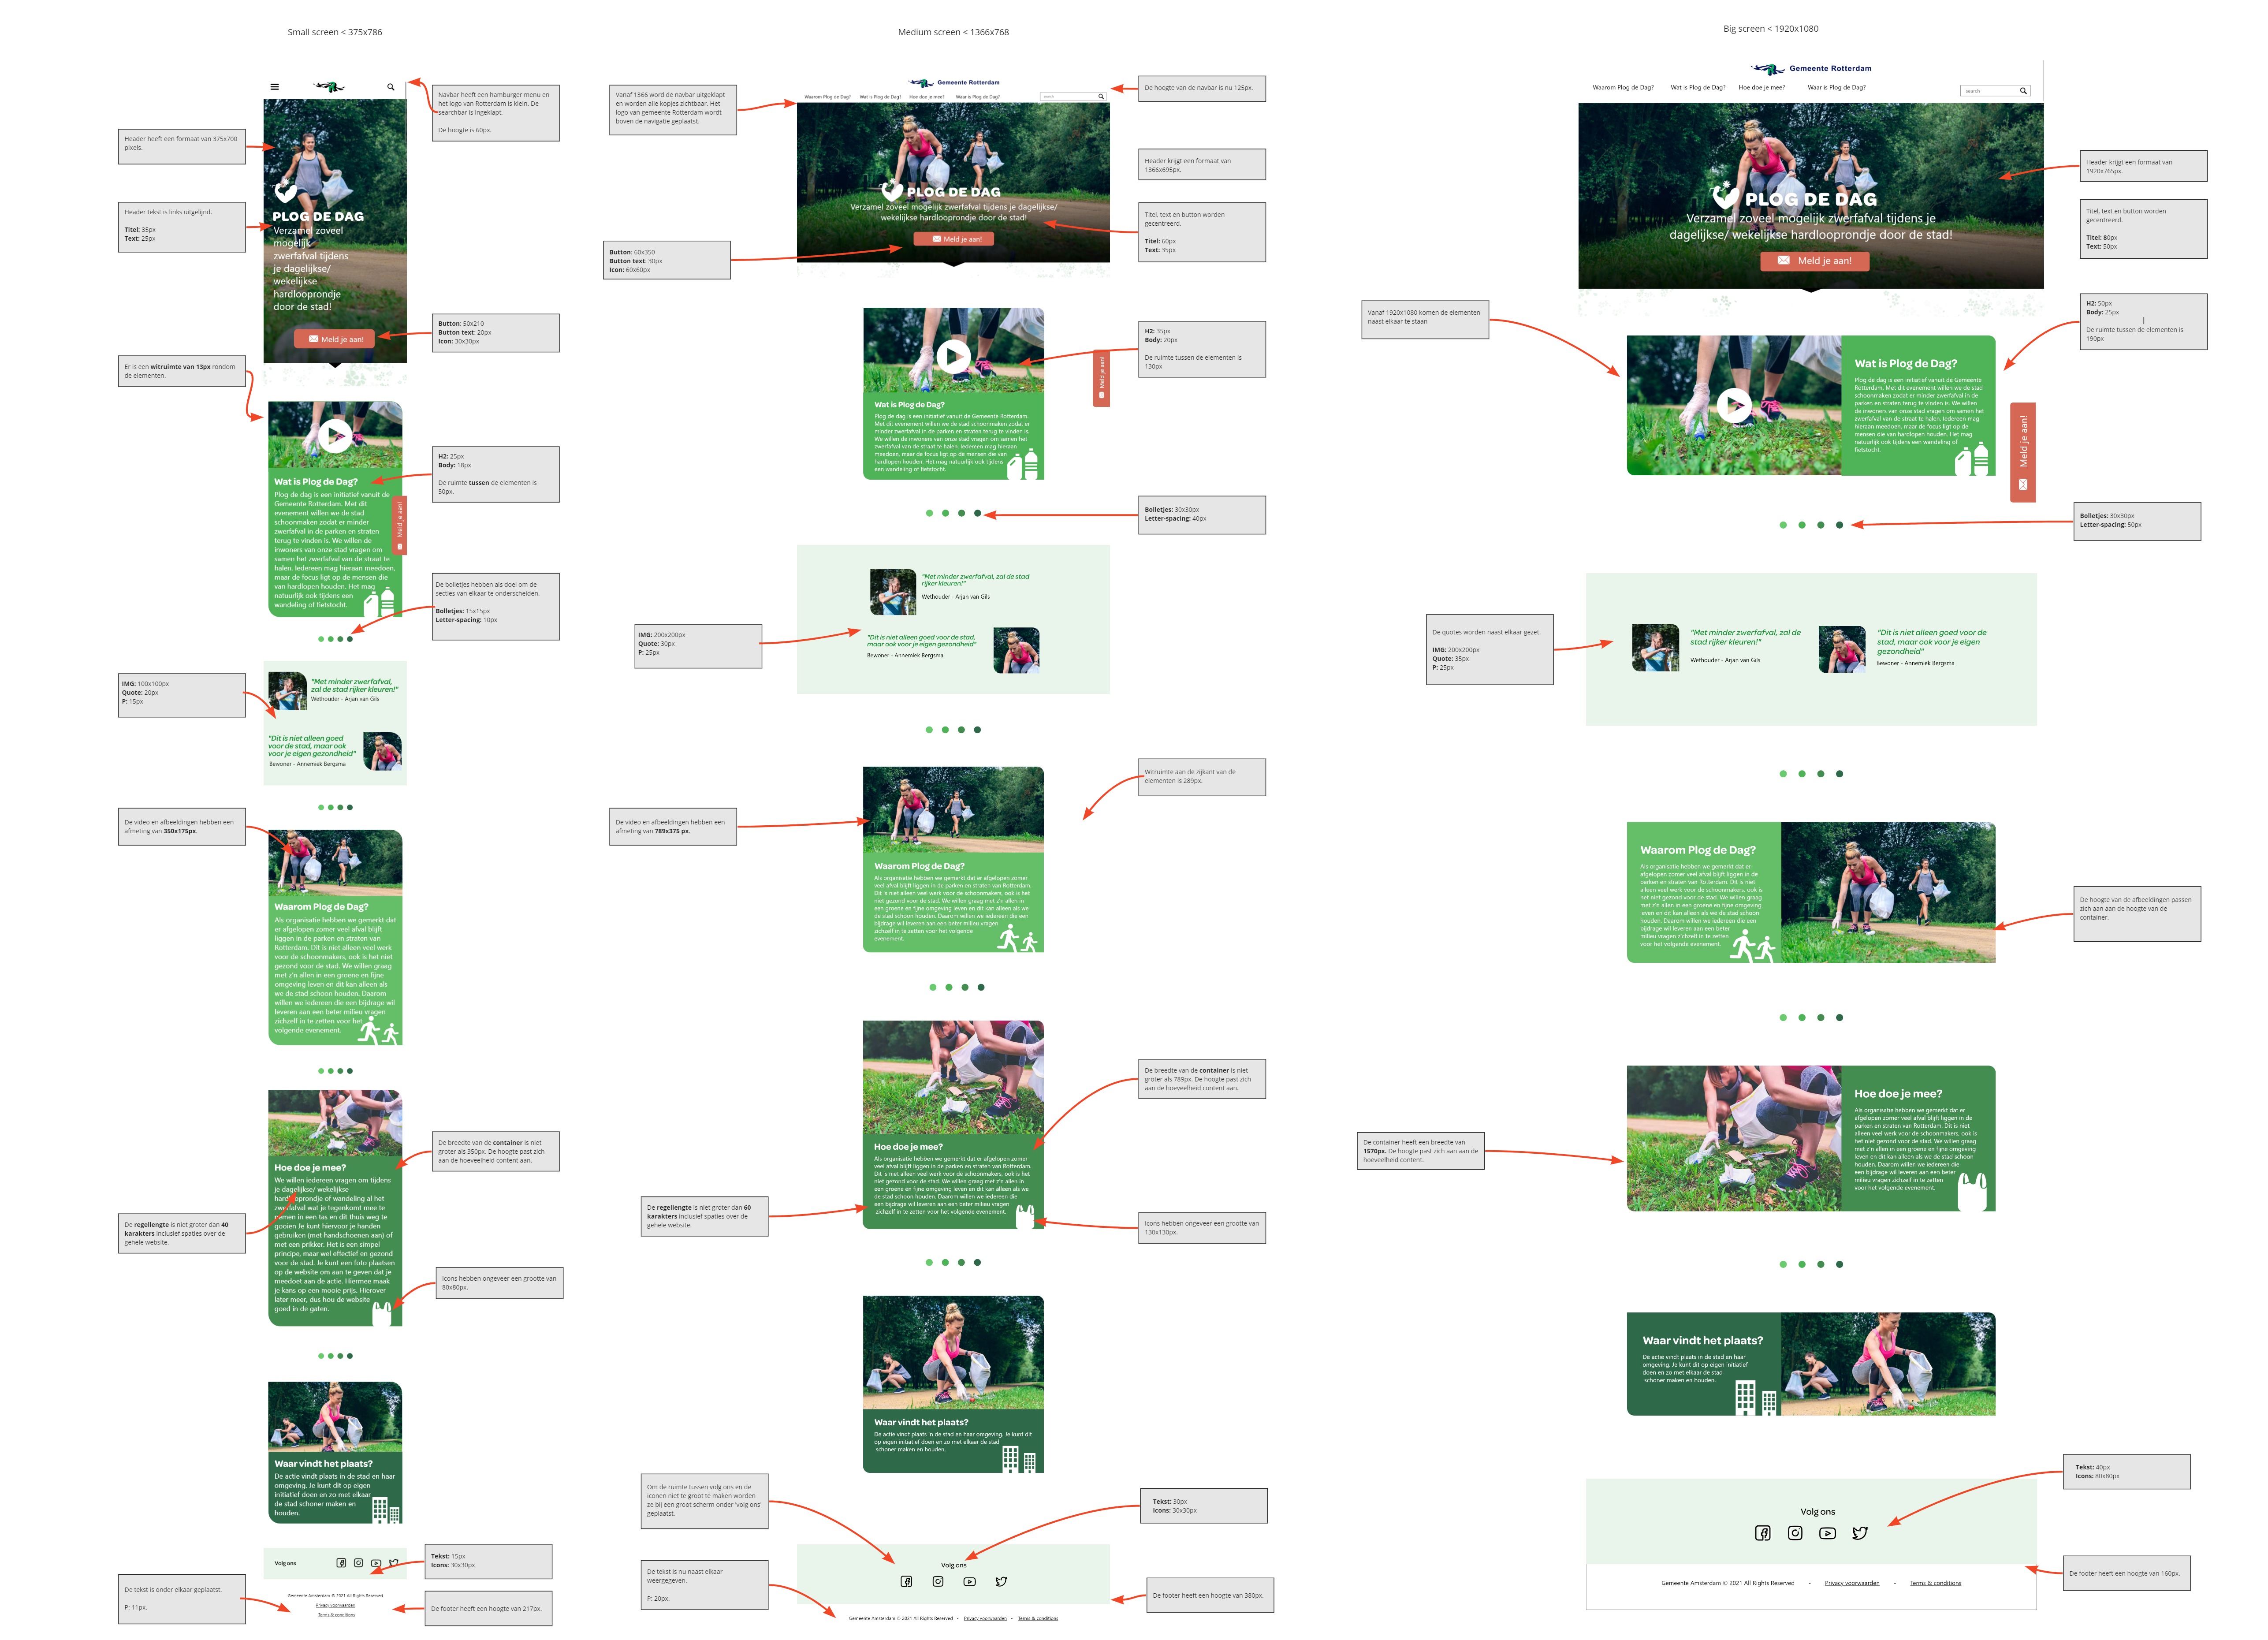 Small screen < 375x786
Header heeft een formaat van 375x700
pixels.
Header tekst is links uitgelijnd.
Titel: 35px
Text: 25px
Er is een witruimte van 13px rondom
de elementen.
IMG: 100x100px
Quote: 20px
P: 15px
De video en afbeeldingen hebben een
afmeting van 350x175px.
De regellengte is niet groter dan 40
karakters inclusief spaties over de
gehele website.
De tekst is onder elkaar geplaatst.
P: 11px.
PLOG DE DAG
Verzamel zoveel
mogelijk
zwerfafval tijdens
je dagelijkse/
wekelijkse
hardlooprondje
door de stad!
Meld je aan!
Wat is Plog de Dag?
Plog de dag is een initiatief vanuit de
Gemeente Rotterdam. Met dit
evenement willen we de stad
schoonmaken zodat er minder
zwerfafval in de parken en straten
terug te vinden is. We willen de
inwoners van onze stad vragen om
samen het zwerfafval van de straat te
halen. Iedereen mag hieraan meedoen,
maar de focus ligt op de mensen die
van hardlopen houden. Het mag
natuurlijk ook tijdens een
wandeling of fietstocht.
Meld je aan!
"Met minder zwerfafval,
zal de stad rijker kleuren!"
Wethouder - Arjan van Gils
"Dit is niet alleen goed
voor de stad, maar ook
voor je eigen gezondheid"
Bewoner - Annemiek Bergsma
Waarom Plog de Dag?
Als organisatie hebben we gemerkt dat
er afgelopen zomer veel afval blijft
liggen in de parken en straten van
Rotterdam. Dit is niet alleen veel werk
voor de schoonmakers, ook is het niet
gezond voor de stad. We willen graag
met z'n allen in een groene en fijne
omgeving leven en dit kan alleen als
we de stad schoon houden. Daarom
willen we iedereen die een bijdrage wil
leveren aan een beter milieu vragen
zichzelf in te zetten voor het
volgende evenement.
Hoe doe je mee?
We willen iedereen vragen om tijdens
je dagelijkse/ wekelijkse
hardlooprondje of wandeling al het
zwerfafval wat je tegenkomt mee te
nemen in een tas en dit thuis weg te
gooien Je kunt hiervoor je handen
gebruiken (met handschoenen aan) of
met een prikker. Het is een simpel
principe, maar wel effectief en gezond
voor de stad. Je kunt een foto plaatsen
op de website om aan te geven dat je
meedoet aan de actie. Hiermee maak
je kans op een mooie prijs. Hierover
later meer, dus hou de website
goed in de gaten.
Waar vindt het plaats?
De actie vindt plaats in de stad en haar
omgeving. Je kunt dit op eigen
initiatief doen en zo met elkaar
de stad schoner maken en
houden.
Volg ons
Gemeente Amsterdam © 2021 All Rights Reserved
Privacy voorwaarden
Terms & conditions
Navbar heeft een hamburger menu en
het logo van Rotterdam is klein. De
searchbar is ingeklapt.
De hoogte is 60px.
Button: 50x210
Button text: 20px
Icon: 30x30px
H2: 25px
Body: 18px
De ruimte tussen de elementen is
50px.
De bolletjes hebben als doel om de
secties van elkaar te onderscheiden.
Bolletjes: 15x15px
Letter-spacing: 10px
De breedte van de container is niet
groter als 350px. De hoogte past zich
aan de hoeveelheid content aan.
Icons hebben ongeveer een grootte van
80x80px.
Tekst: 15px
Icons: 30x30px
De footer heeft een hoogte van 217px.
Medium screen < 1366x768
Vanaf 1366 word de navbar uitgeklapt
en worden alle kopjes zichtbaar. Het
logo van gemeente Rotterdam wordt
boven de navigatie geplaatst.
Button: 60x350
Button text: 30px
Icon: 60x60px
IMG: 200x200px
Quote: 30px
P: 25px
De video en afbeeldingen hebben een
afmeting van 789x375 px.
De regellengte is niet groter dan 60
karakters inclusief spaties over de
gehele website.
Om de ruimte tussen volg ons en de
iconen niet te groot te maken worden
ze bij een groot scherm onder 'volg ons'
geplaatst.
De tekst is nu naast elkaar
weergegeven.
P: 20px.
Gemeente Rotterdam
Waarom Plog de Dag? Wat is Plog de Dag? Hoe doe je mee? Waar is Plog de Dag? search
PLOG DE DAG
Verzamel zoveel mogelijk zwerfafval tijdens je dagelijkse/
wekelijkse hardlooprondje door de stad!
Meld je aan!
Wat is Plog de Dag?
Plog de dag is een initiatief vanuit de Gemeente Rotterdam.
Met dit evenement willen we de stad schoonmaken zodat er
minder zwerfafval in de parken en straten terug te vinden is.
We willen de inwoners van onze stad vragen om samen het
zwerfafval van de straat te halen. Iedereen mag hieraan
meedoen, maar de focus ligt op de mensen die van
hardlopen houden. Het mag natuurlijk ook tijdens
een wandeling of fietstocht.
Meld je aan!
"Met minder zwerfafval, zal de stad
rijker kleuren!"
Wethouder - Arjan van Gils
"Dit is niet alleen goed voor de stad,
maar ook voor je eigen gezondheid"
Bewoner - Annemiek Bergsma
Waarom Plog de Dag?
Als organisatie hebben we gemerkt dat er afgelopen zomer
veel afval blijft liggen in de parken en straten van Rotterdam.
Dit is niet alleen veel werk voor de schoonmakers, ook is het
niet gezond voor de stad. We willen graag met z'n allen in
een groene en fijne omgeving leven en dit kan alleen als we
de stad schoon houden. Daarom willen we iedereen die een
bijdrage wil leveren aan een beter milieu vragen
zichzelf in te zetten voor het volgende
evenement.
Hoe doe je mee?
Als organisatie hebben we gemerkt dat er afgelopen zomer
veel afval blijft liggen in de parken en straten van Rotterdam.
Dit is niet alleen veel werk voor de schoonmakers, ook is het
niet gezond voor de stad. We willen graag met z'n allen in
een groene en fijne omgeving leven en dit kan alleen als we
de stad schoon houden. Daarom willen we iedereen die
een bijdrage wil leveren aan een beter milieu vragen
zichzelf in te zetten voor het volgende evenement.
Waar vindt het plaats?
De actie vindt plaats in de stad en haar omgeving. Je kunt dit
op eigen initiatief doen en zo met elkaar de stad
schoner maken en houden.
Volg ons
Gemeente Amsterdam © 2021 All Rights Reserved - Privacy voorwaarden - Terms & conditions
De hoogte van de navbar is nu 125px.
Header krijgt een formaat van
1366x695px.
Titel, text en button worden
gecentreerd.
Titel: 60px
Text: 35px
H2: 35px
Body: 20px
De ruimte tussen de elementen is
130px
Bolletjes: 30x30px
Letter-spacing: 40px
Witruimte aan de zijkant van de
elementen is 289px.
De breedte van de container is niet
groter als 789px. De hoogte past zich
aan de hoeveelheid content aan.
Icons hebben ongeveer een grootte van
130x130px.
Tekst: 30px
Icons: 30x30px
De footer heeft een hoogte van 380px.
Big screen < 1920x1080
Vanaf 1920x1080 komen de elementen
naast elkaar te staan
De quotes worden naast elkaar gezet.
IMG: 200x200px
Quote: 35px
P: 25px
De container heeft een breedte van
1570px. De hoogte past zich aan aan de
hoeveelheid content.
Gemeente Rotterdam
Waarom Plog de Dag? Wat is Plog de Dag? Hoe doe je mee? Waar is Plog de Dag? search
PLOG DE DAG
Verzamel zoveel mogelijk zwerfafval tijdens je
dagelijkse/ wekelijkse hardlooprondje door de stad!
Meld je aan!
Wat is Plog de Dag?
Plog de dag is een initiatief vanuit de Gemeente
Rotterdam. Met dit evenement willen we de stad
schoonmaken zodat er minder zwerfafval in de
parken en straten terug te vinden is. We willen
de inwoners van onze stad vragen om samen het
zwerfafval van de straat te halen. Iedereen mag
hieraan meedoen, maar de focus ligt op de
mensen die van hardlopen houden. Het mag
natuurlijk ook tijdens een wandeling of
fietstocht.
Meld je aan!
"Met minder zwerfafval, zal de
stad rijker kleuren!"
Wethouder - Arjan van Gils
"Dit is niet alleen goed voor de
stad, maar ook voor je eigen
gezondheid"
Bewoner - Annemiek Bergsma
Waarom Plog de Dag?
Als organisatie hebben we gemerkt dat er
afgelopen zomer veel afval blijft liggen in de
parken en straten van Rotterdam. Dit is niet
alleen veel werk voor de schoonmakers, ook is
het niet gezond voor de stad. We willen graag
met z'n allen in een groene en fijne omgeving
leven en dit kan alleen als we de stad schoon
houden. Daarom willen we iedereen die een
bijdrage wil leveren aan een beter
milieu vragen zichzelf in te zetten
voor het volgende evenement.
Hoe doe je mee?
Als organisatie hebben we gemerkt dat er
afgelopen zomer veel afval blijft liggen in de
parken en straten van Rotterdam. Dit is niet
alleen veel werk voor de schoonmakers, ook is
het niet gezond voor de stad. We willen graag
met z'n allen in een groene en fijne omgeving
leven en dit kan alleen als we de stad schoon
houden. Daarom willen we iedereen die
een bijdrage wil leveren aan een beter
milieu vragen zichzelf in te zetten
voor het volgende evenement.
Waar vindt het plaats?
De actie vindt plaats in de stad en haar
omgeving. Je kunt dit op eigen initiatief
doen en zo met elkaar de stad
schoner maken en houden.
Volg ons
Gemeente Amsterdam © 2021 All Rights Reserved - Privacy voorwaarden - Terms & conditions
Header krijgt een formaat van
1920x765px.
Titel, text en button worden
gecentreerd.
Titel: 80px
Text: 50px
H2: 50px
Body: 25px
De ruimte tussen de elementen is
190px
Bolletjes: 30x30px
Letter-spacing: 50px
De hoogte van de afbeeldingen passen
zich aan aan de hoogte van de
container.
Tekst: 40px
Icons: 80x80px
De footer heeft een hoogte van 160px.